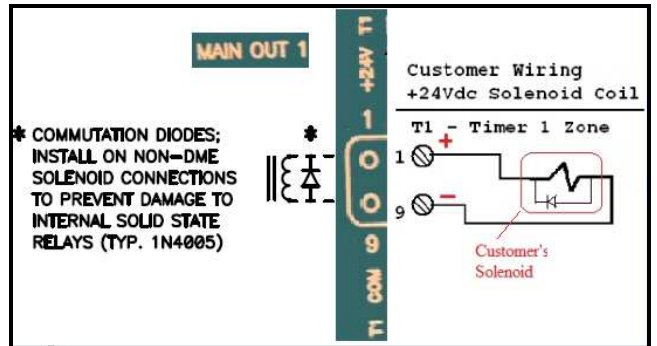 MAIN OUT 1
* COMMUTATION DIODES;
INSTALL ON NON-DME
SOLENOID CONNECTIONS
TO PREVENT DAMAGE TO
INTERNAL SOLID STATE
RELAYS (TYP. 1N4005)
*
+24V T1
1
9
T1 COM
Customer Wiring
+24Vdc Solenoid Coil
T1 - Timer 1 Zone
1 +
9 -
Customer's
Solenoid